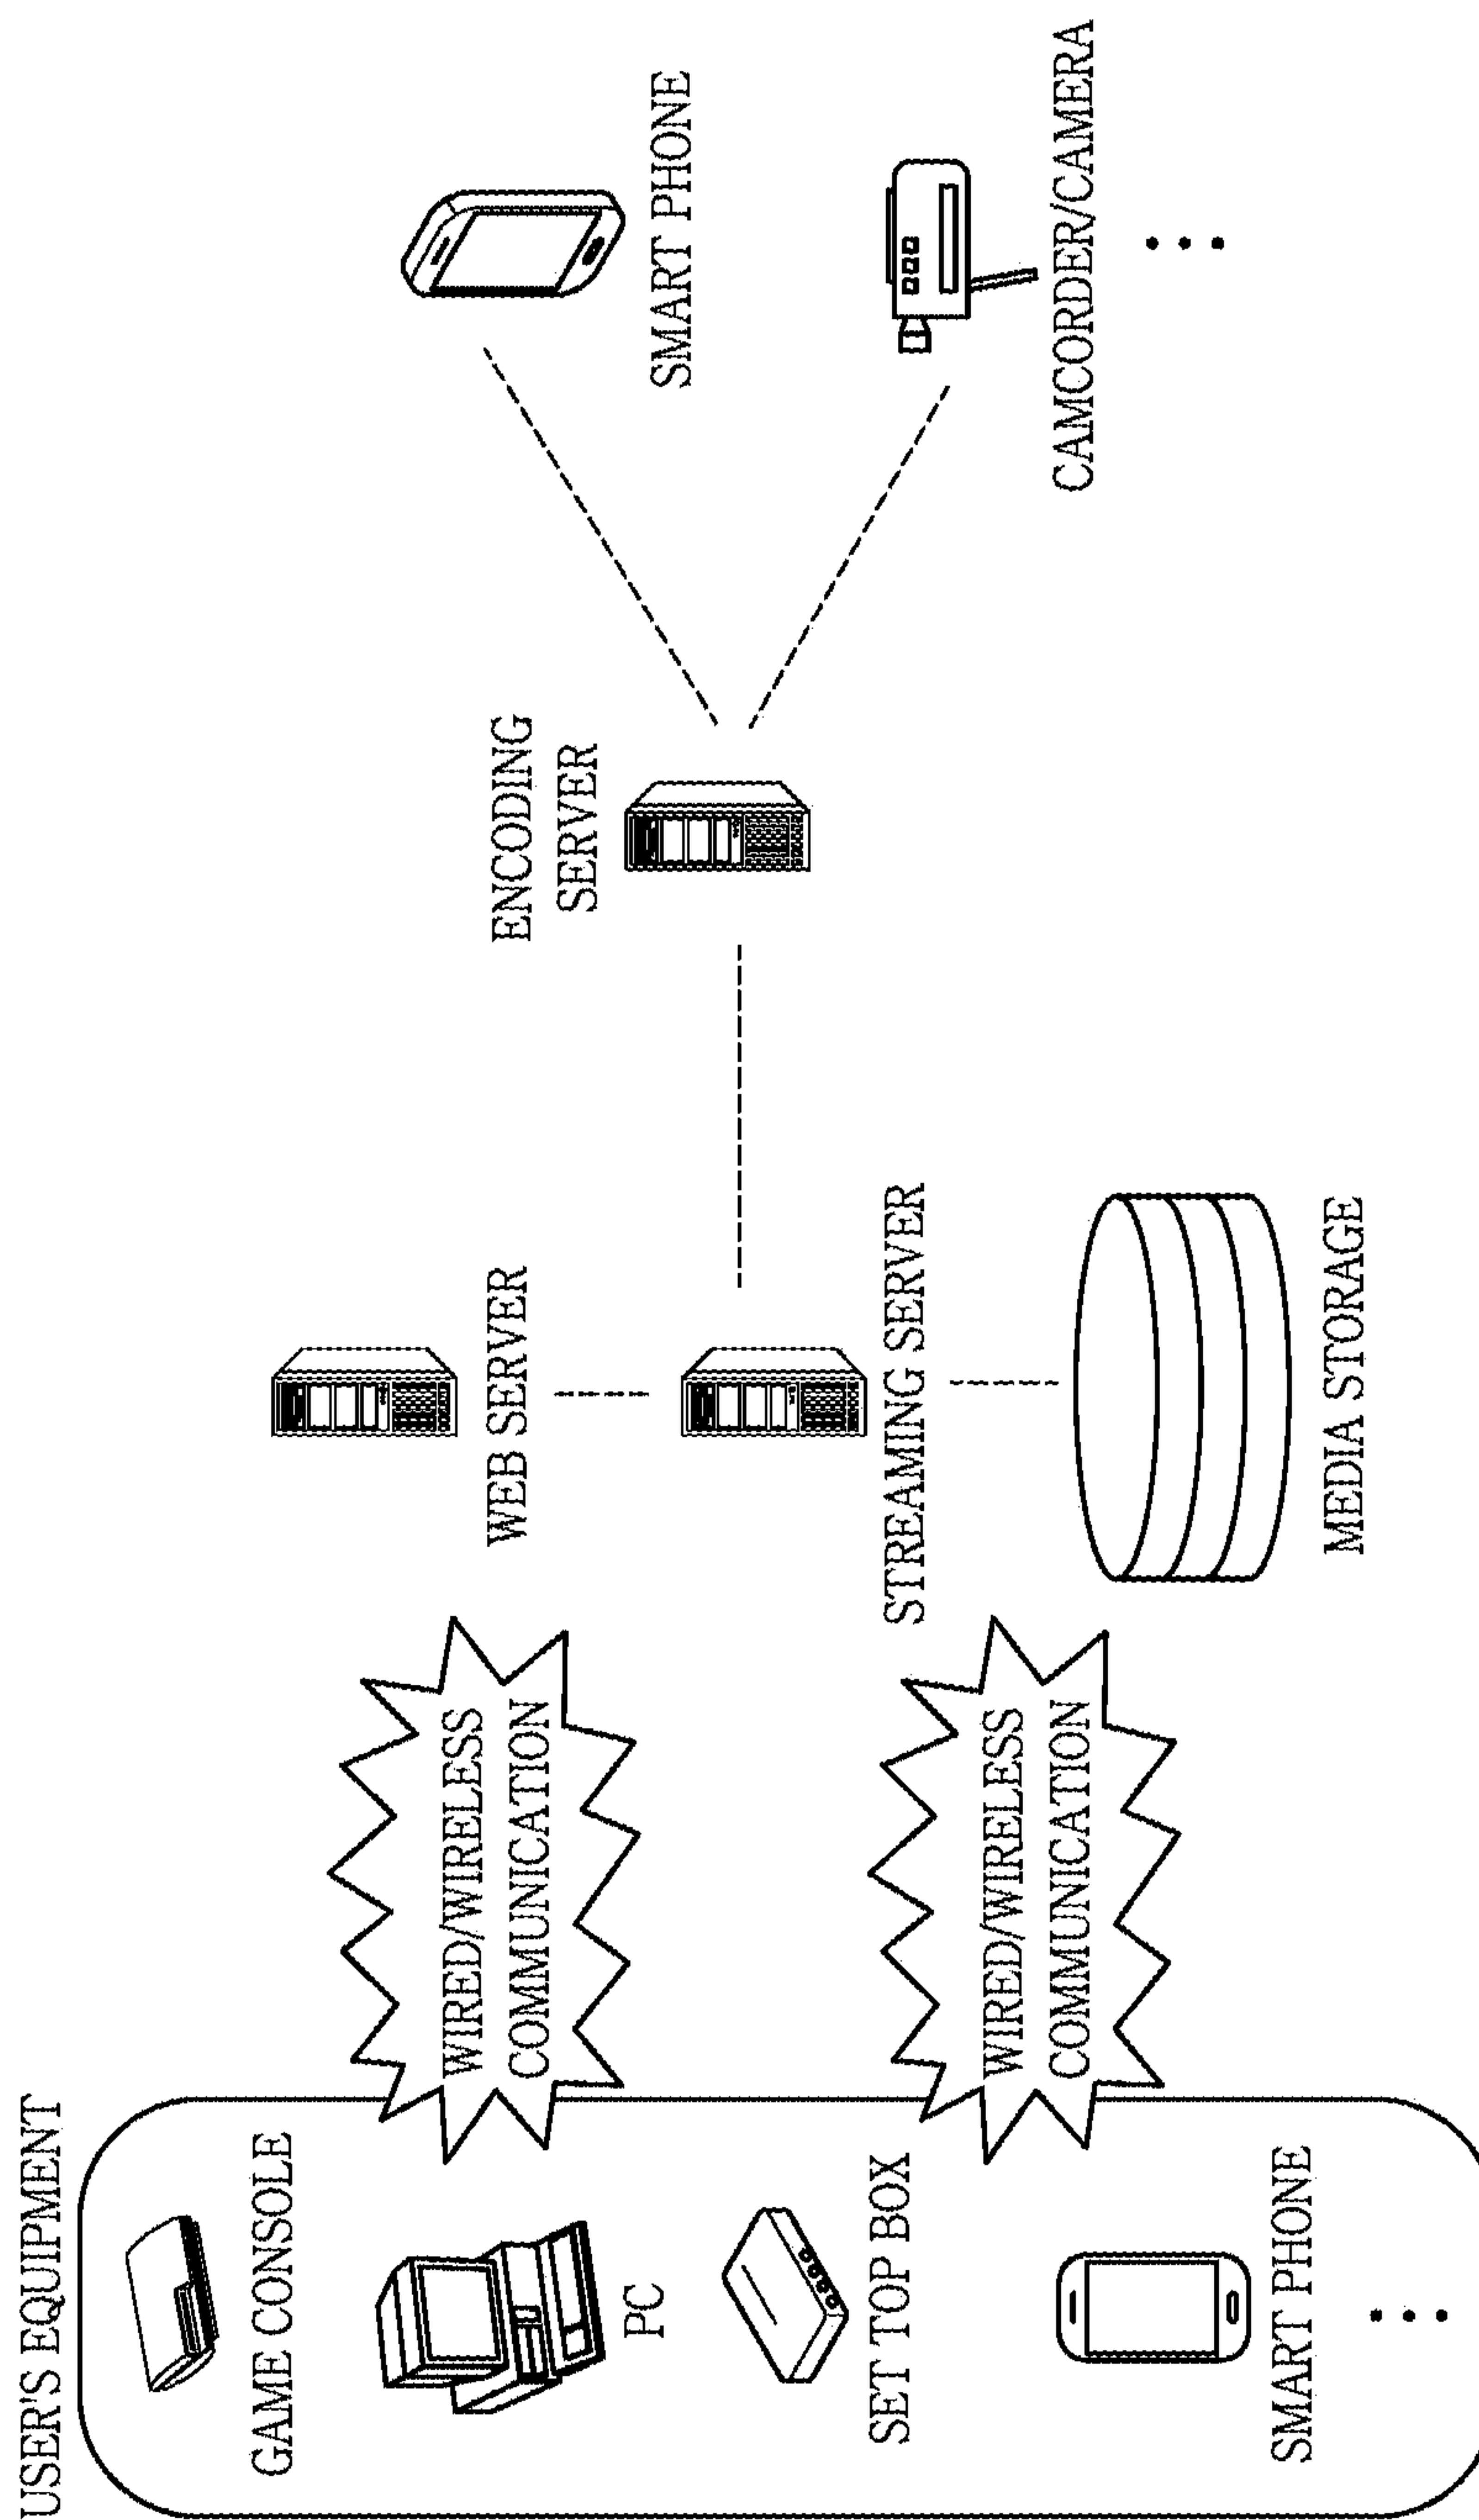 USER'S EQUIPMENT
GAME CONSOLE
PC
SET TOP BOX
SMART PHONE
WIRED/WIRELESS
COMMUNICATION
WIRED/WIRELESS
COMMUNICATION
WEB SERVER
STREAMING SERVER
MEDIA STORAGE
ENCODING
SERVER
SMART PHONE
CAMCORDER/CAMERA